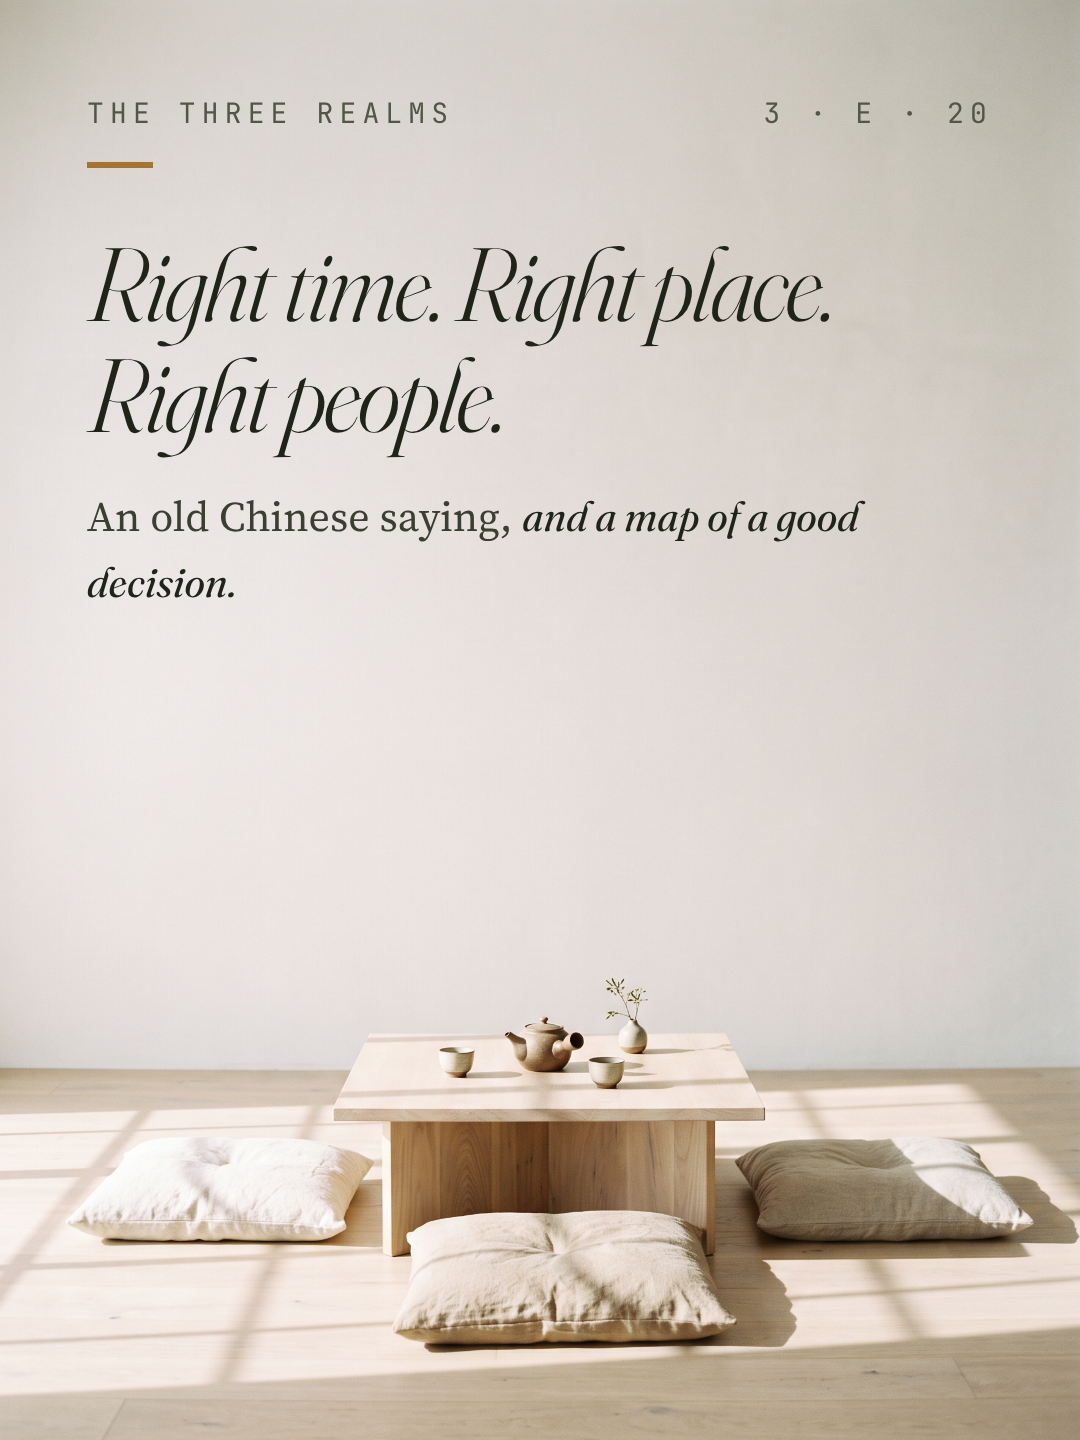 THE THREE REALMS
3 · E · 20
Right time. Right place.
Right people.
An old Chinese saying, and a map of a good
decision.